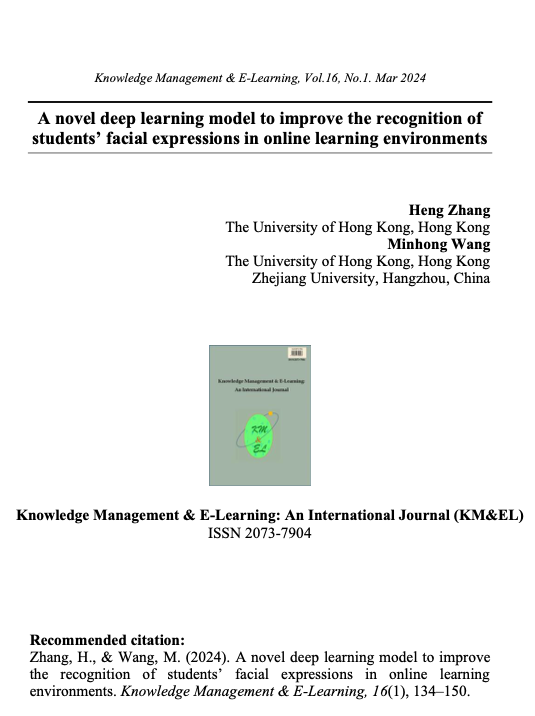 Knowledge Management & E-Learning, Vol.16, No.1. Mar 2024
A novel deep learning model to improve the recognition of
students’ facial expressions in online learning environments
Heng Zhang
The University of Hong Kong, Hong Kong
Minhong Wang
The University of Hong Kong, Hong Kong
Zhejiang University, Hangzhou, China
Knowledge Management & E-Learning:
An International Journal
KM
&
EL
Knowledge Management & E-Learning: An International Journal (KM&EL)
ISSN 2073-7904
Recommended citation:
Zhang, H., & Wang, M. (2024). A novel deep learning model to improve
the recognition of students’ facial expressions in online learning
environments. Knowledge Management & E-Learning, 16(1), 134–150.